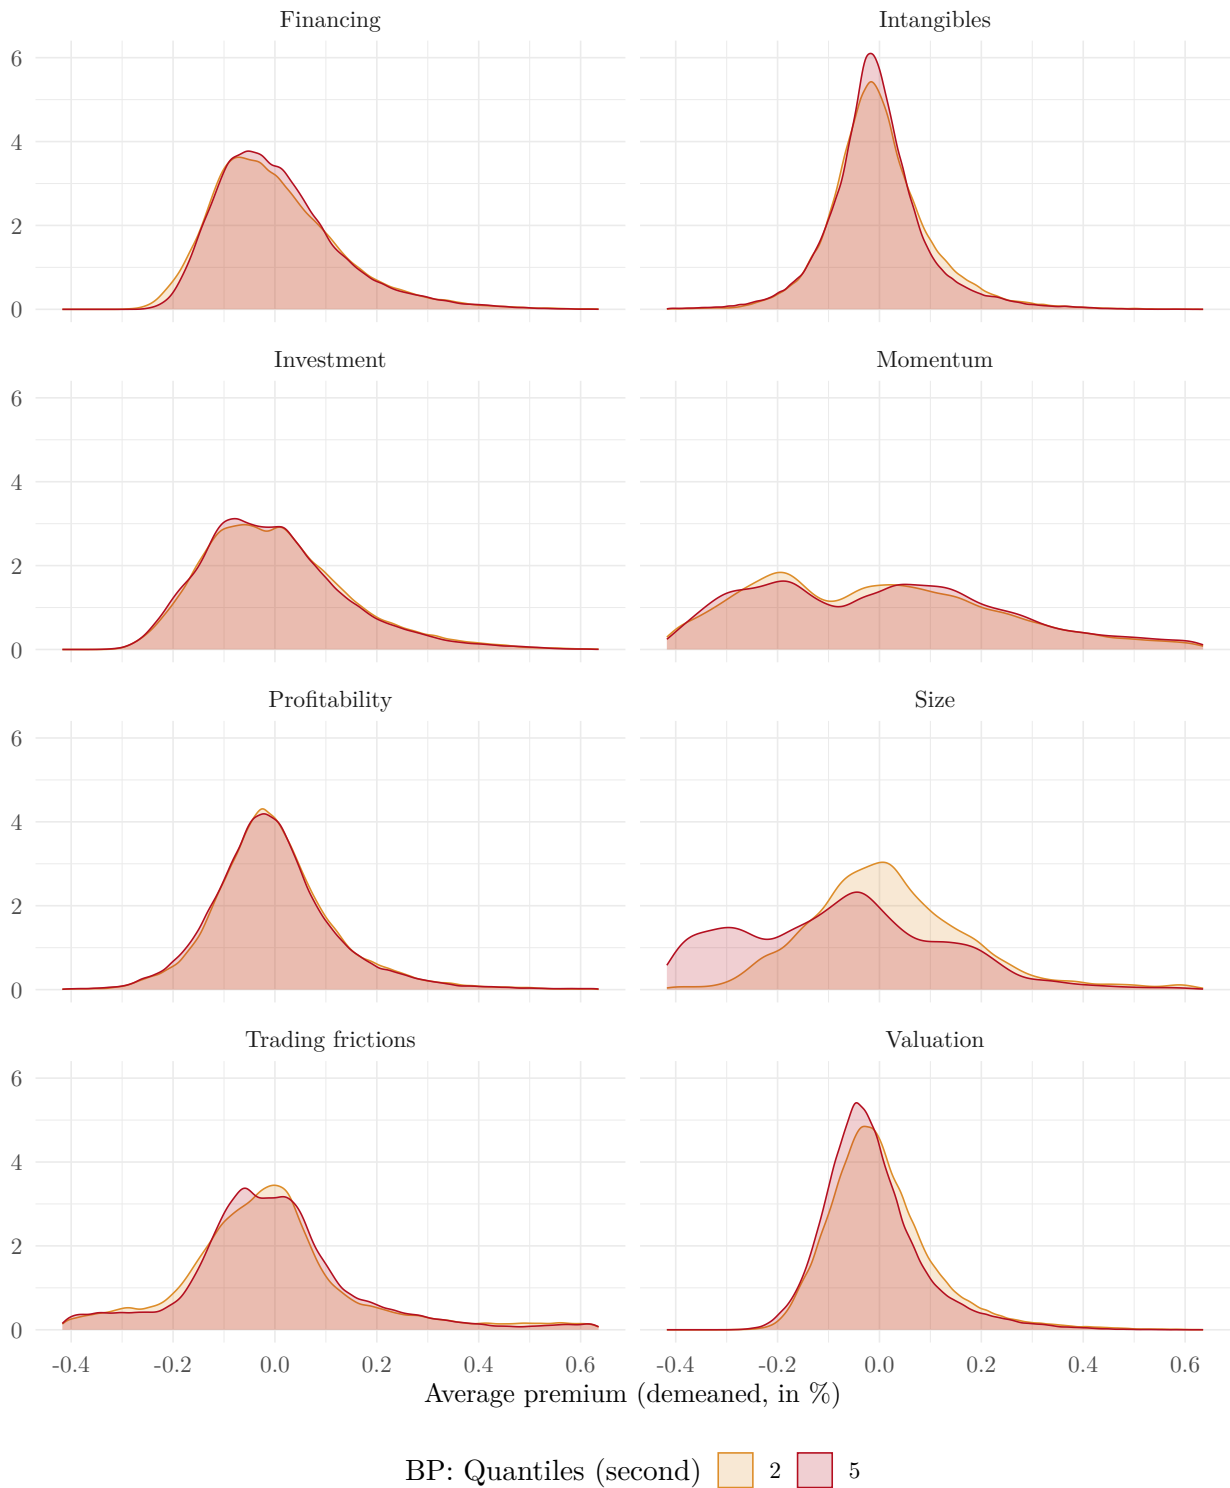 Financing Intangibles
6
4
2
0
Investment Momentum
6
4
2
0
Profitability Size
6
4
2
0
Trading frictions Valuation
6
4
2
0
-0.4 -0.2 0.0 0.2 0.4 0.6 -0.4 -0.2 0.0 0.2 0.4 0.6
Average premium (demeaned, in %)
BP: Quantiles (second) 2 5